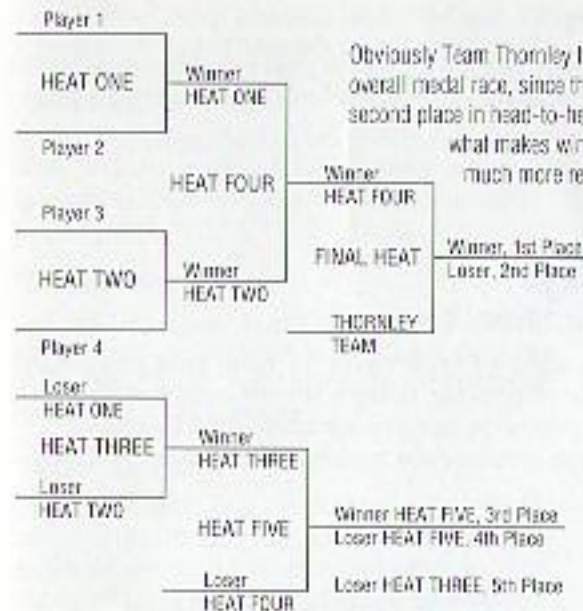 Player 1
HEAT ONE
Player 2
Winner
HEAT ONE
Obviously Team Thornley
overall medal race, since
second place in
what makes
much more
HEAT FOUR
Player 3
HEAT TWO
Player 4
Winner
HEAT TWO
Winner
HEAT FOUR
FINAL HEAT
THORNLEY
TEAM
Winner, 1st Place
Loser, 2nd Place
Loser
HEAT ONE
HEAT THREE
Loser
HEAT TWO
Winner
HEAT THREE
HEAT FIVE
Loser
HEAT FOUR
Winner HEAT FIVE, 3rd Place
Loser HEAT FIVE, 4th Place
Loser HEAT THREE, 5th Place